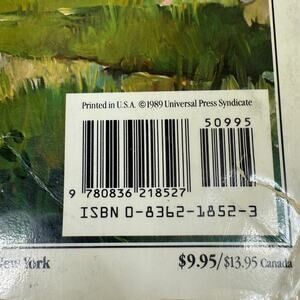 Printed in U.S.A. ©1989 Universal Press Syndicate
50995
9 780836 218527
ISBN 0-8362-1852-3
New York
$9.95/$13.95 Canada